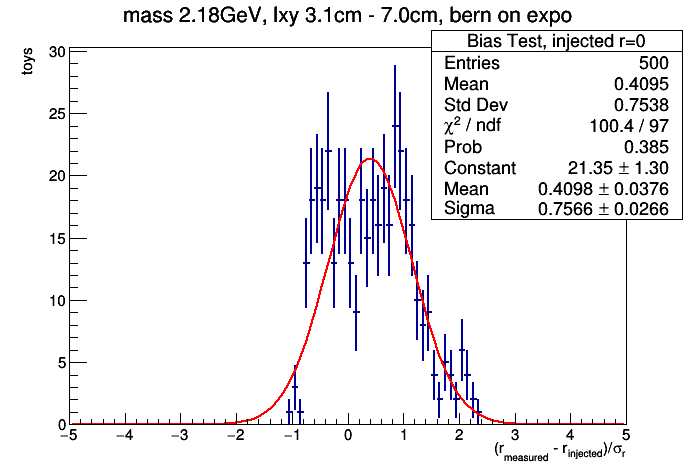 mass 2.18GeV, lxy 3.1cm - 7.0cm, bern on expo
Bias Test, injected r=0
Entries 500
Mean 0.4095
Std Dev 0.7538
χ² / ndf 100.4 / 97
Prob 0.385
Constant 21.35 ± 1.30
Mean 0.4098 ± 0.0376
Sigma 0.7566 ± 0.0266
toys
30
25
20
15
10
5
0
−5 −4 −3 −2 −1 0 1 2 3 4 5
(r_measured - r_injected)/σ_r